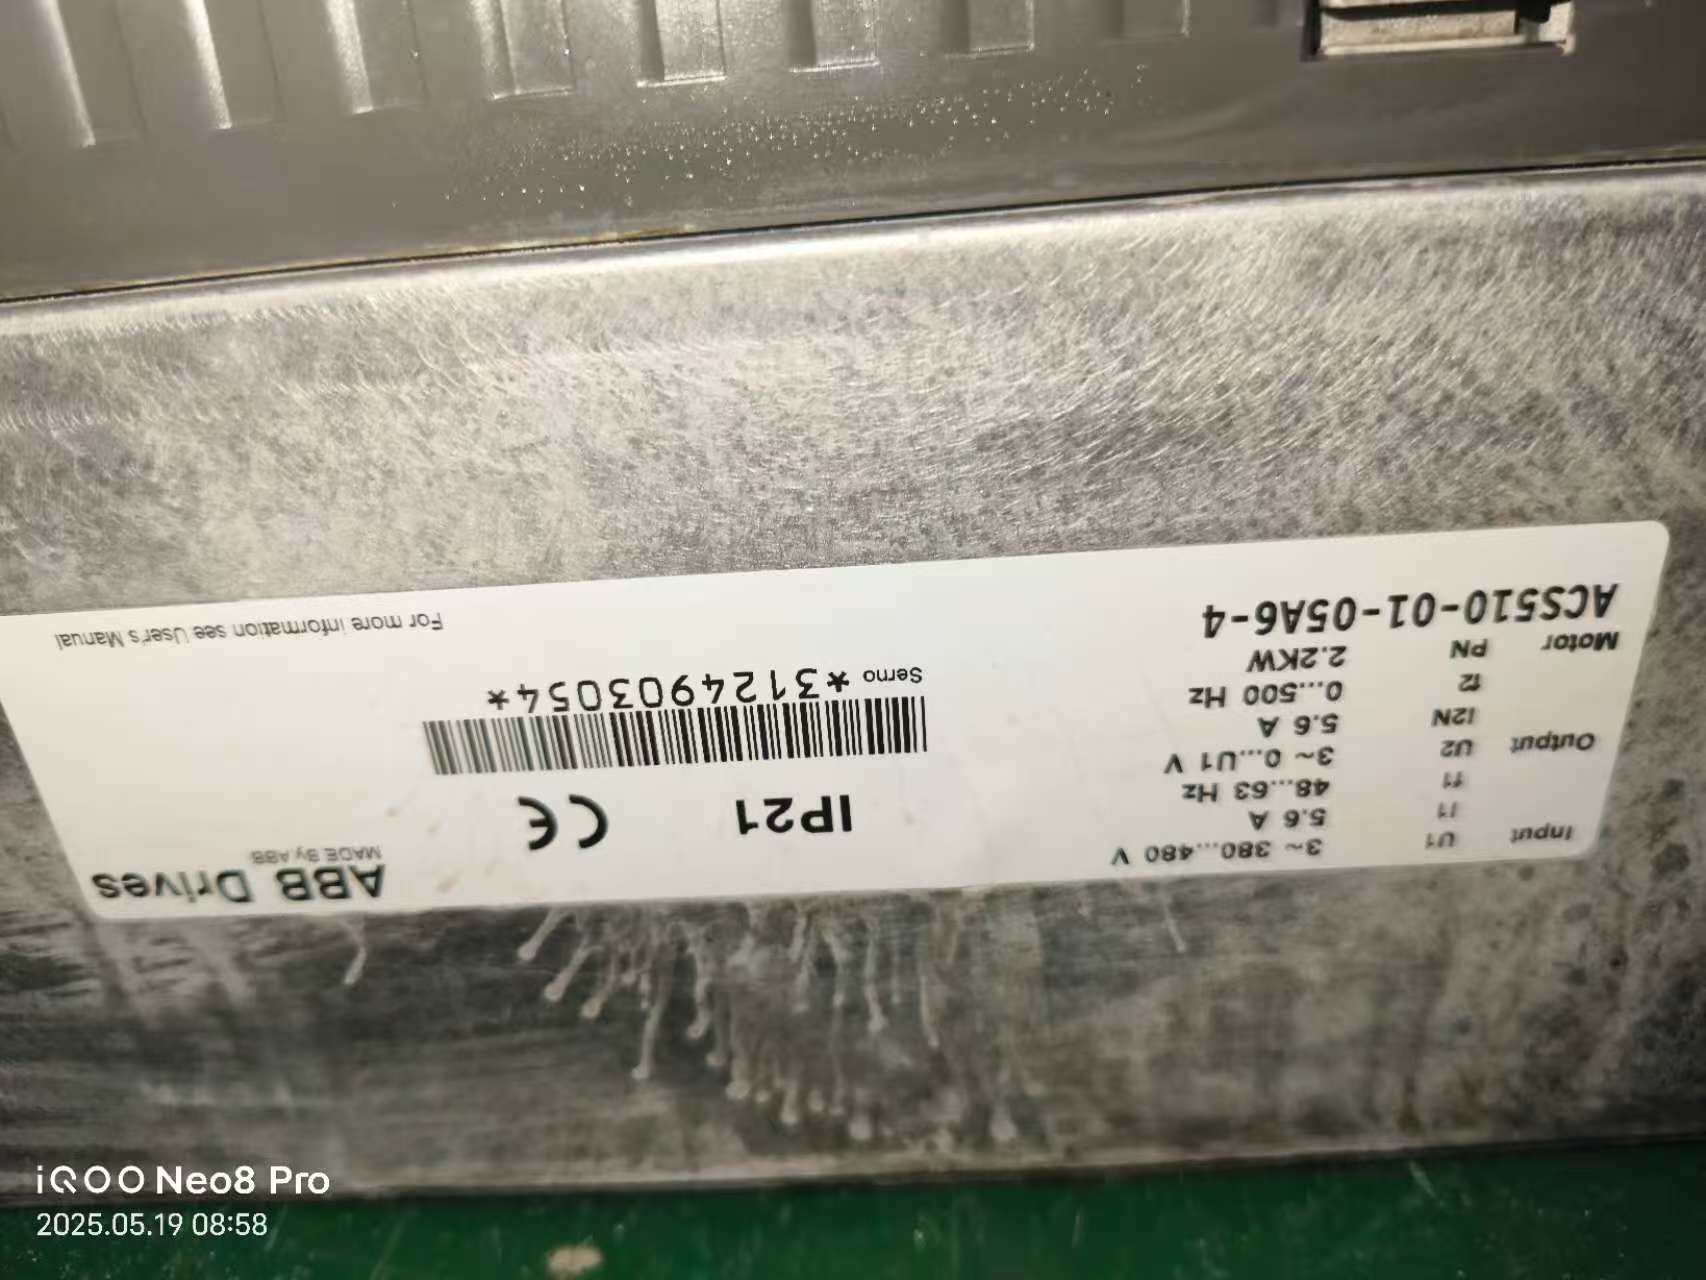 Input U1 3~ 380...480 V
I1 5.6 A
f1 48...63 Hz
Output U2 3~ 0...U1 V
I2N 5.6 A
f2 0...500 Hz
Motor PN 2.2KW
ACS510-01-05A6-4
IP21 CE
Serno *3124903054*
ABB Drives
MADE By ABB
For more information see User's Manual
iQOO Neo8 Pro
2025.05.19 08:58